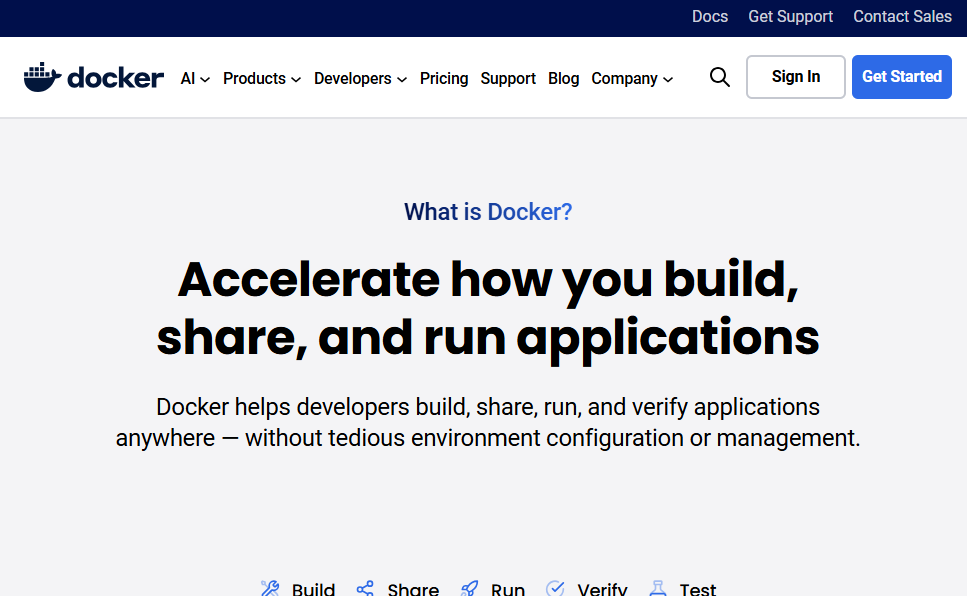 Docs Get Support Contact Sales
docker AI Products Developers Pricing Support Blog Company Sign In Get Started
What is Docker?
Accelerate how you build,
share, and run applications
Docker helps developers build, share, run, and verify applications
anywhere — without tedious environment configuration or management.
Build Share Run Verify Test